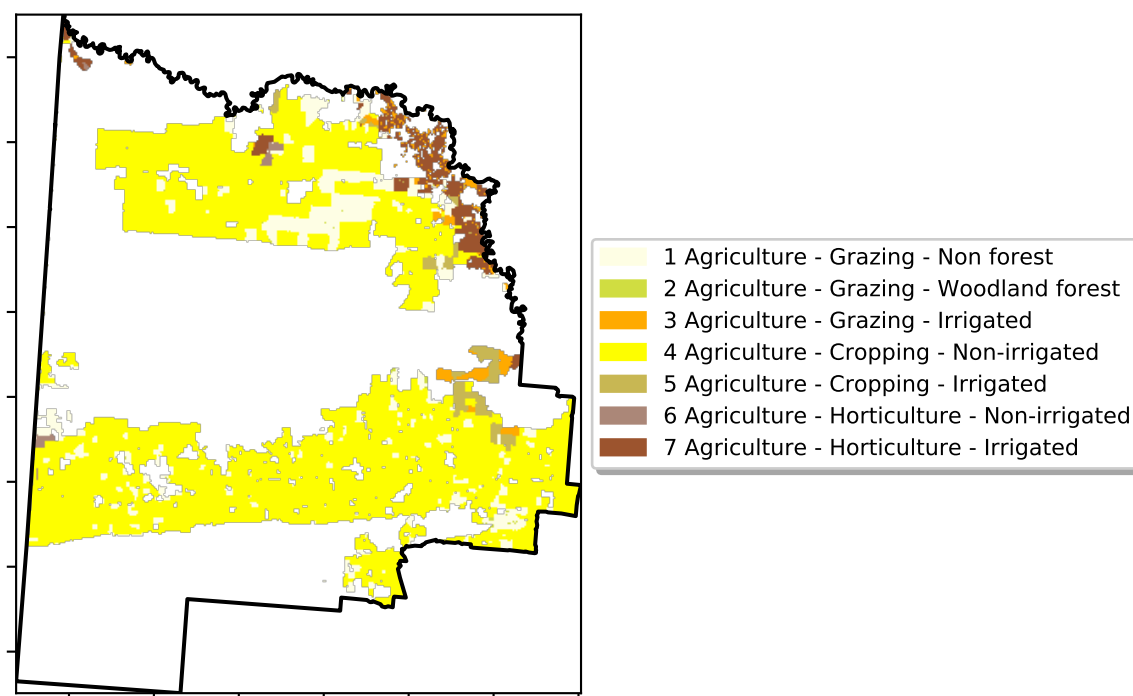 1 Agriculture - Grazing - Non forest
2 Agriculture - Grazing - Woodland forest
3 Agriculture - Grazing - Irrigated
4 Agriculture - Cropping - Non-irrigated
5 Agriculture - Cropping - Irrigated
6 Agriculture - Horticulture - Non-irrigated
7 Agriculture - Horticulture - Irrigated